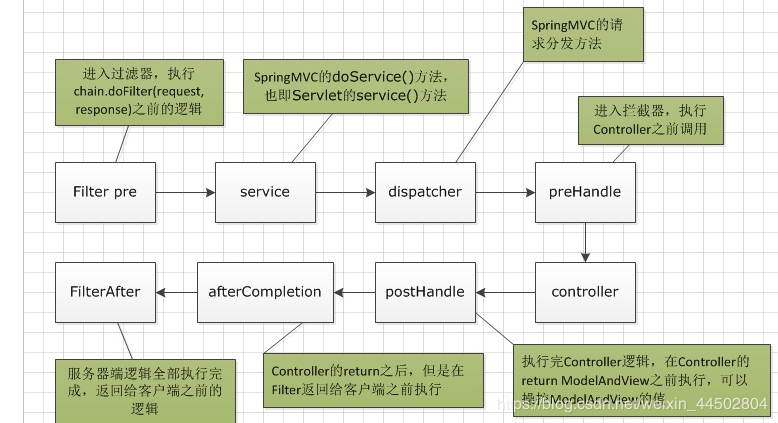 SpringMVC的请
求分发方法
进入过滤器，执行
chain.doFilter(request,
response)之前的逻辑
SpringMVC的doService()方法，
也即Servlet的service()方法
进入拦截器，执行
Controller之前调用
Filter pre
service
dispatcher
preHandle
FilterAfter
afterCompletion
postHandle
controller
服务器端逻辑全部执行完
成，返回给客户端之前的
逻辑
Controller的return之后，但是在
Filter返回给客户端之前执行
执行完Controller逻辑，在Controller的
return ModelAndView之前执行，可以
操控ModelAndView的值
https://blog.csdn.net/weixin_44502804